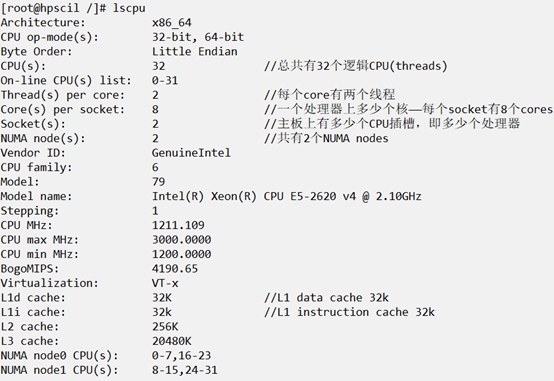 [root@hpscil /]# lscpu
Architecture: x86_64
CPU op-mode(s): 32-bit, 64-bit
Byte Order: Little Endian
CPU(s): 32 //总共有32个逻辑CPU(threads)
On-line CPU(s) list: 0-31
Thread(s) per core: 2 //每个core有两个线程
Core(s) per socket: 8 //一个处理器上多少个核——每个socket有8个cores
Socket(s): 2 //主板上有多少个CPU插槽，即多少个处理器
NUMA node(s): 2 //共有2个NUMA nodes
Vendor ID: GenuineIntel
CPU family: 6
Model: 79
Model name: Intel(R) Xeon(R) CPU E5-2620 v4 @ 2.10GHz
Stepping: 1
CPU MHz: 1211.109
CPU max MHz: 3000.0000
CPU min MHz: 1200.0000
BogoMIPS: 4190.65
Virtualization: VT-x
L1d cache: 32K //L1 data cache 32k
L1i cache: 32k //L1 instruction cache 32k
L2 cache: 256K
L3 cache: 20480K
NUMA node0 CPU(s): 0-7,16-23
NUMA node1 CPU(s): 8-15,24-31